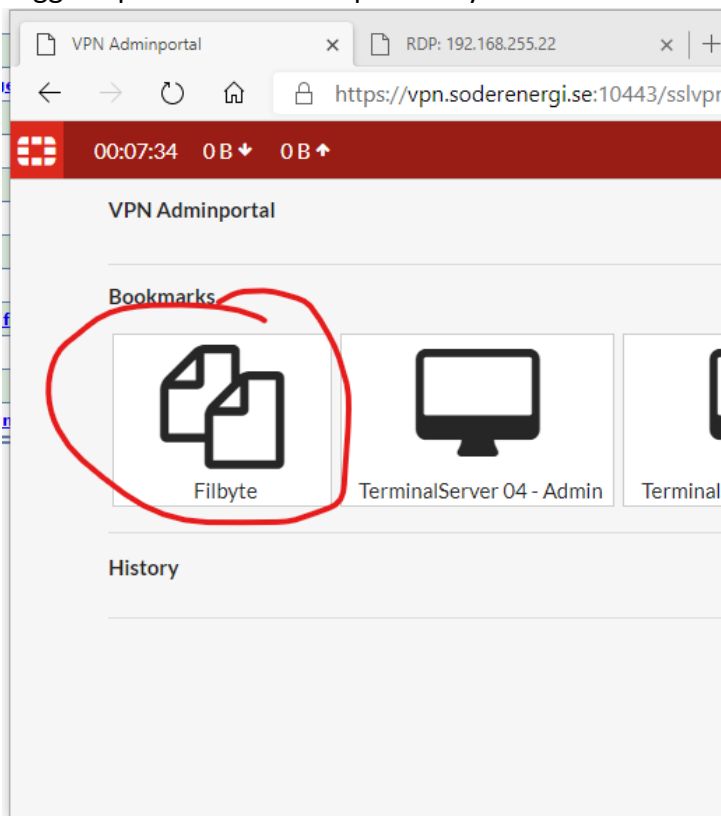 VPN Adminportal
RDP: 192.168.255.22
https://vpn.soderenergi.se:10443/sslvpn
00:07:34 0 B 0 B
VPN Adminportal
Bookmarks
Filbyte
TerminalServer 04 - Admin
Terminal
History